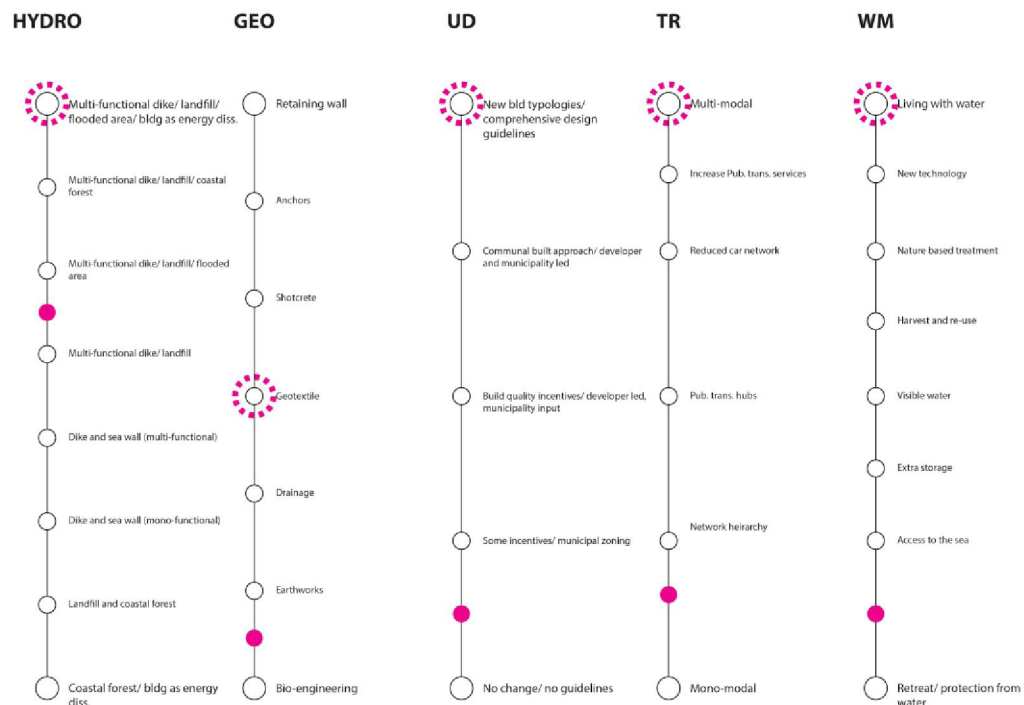 HYDRO
GEO
UD
TR
WM
Multi-functional dike/ landfill/
flooded area/ bldg as energy diss.
Multi-functional dike/ landfill/ coastal
forest
Multi-functional dike/ landfill/ flooded
area
Multi-functional dike/ landfill
Dike and sea wall (multi-functional)
Dike and sea wall (mono-functional)
Landfill and coastal forest
Coastal forest/ bldg as energy
diss.
Retaining wall
Anchors
Shotcrete
Geotextile
Drainage
Earthworks
Bio-engineering
New bld typologies/
comprehensive design
guidelines
Communal built approach/ developer
and municipality led
Build quality incentives/ developer led,
municipality input
Some incentives/ municipal zoning
No change/ no guidelines
Multi-modal
Increase Pub. trans. services
Reduced car network
Pub. trans. hubs
Network heirarchy
Mono-modal
Living with water
New technology
Nature based treatment
Harvest and re-use
Visible water
Extra storage
Access to the sea
Retreat/ protection from
water